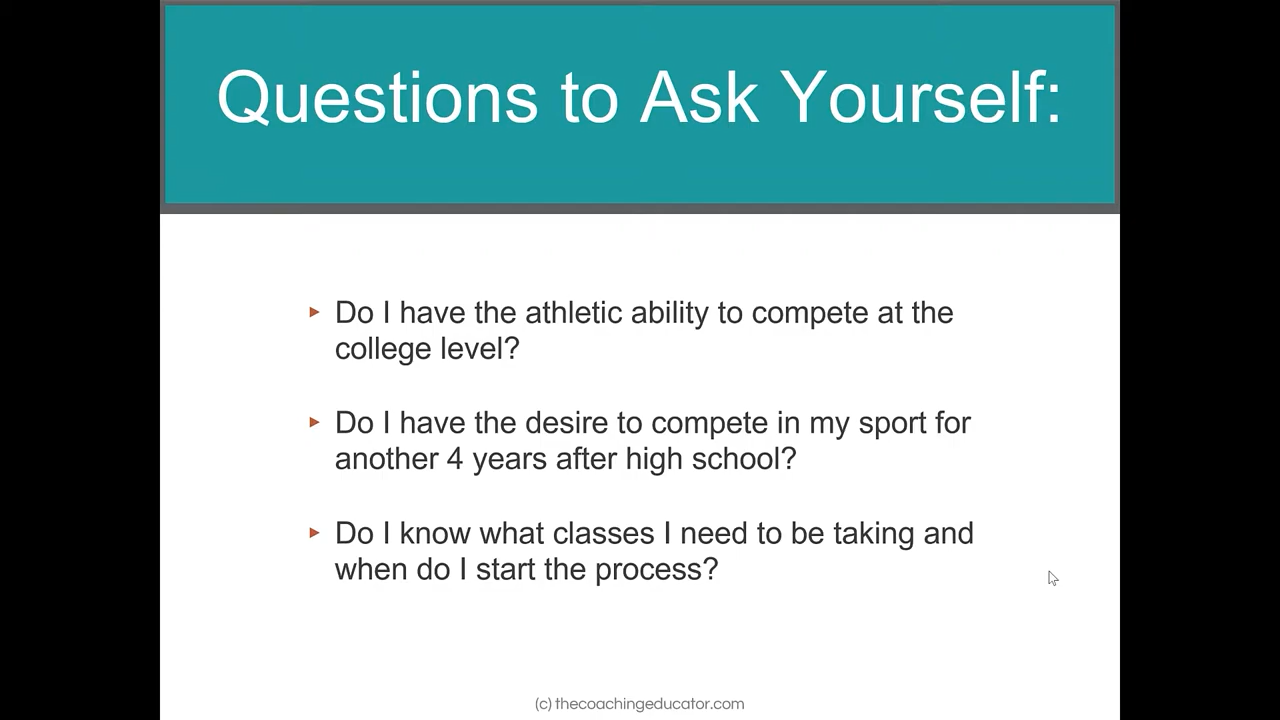 Questions to Ask Yourself:
Do I have the athletic ability to compete at the
college level?
Do I have the desire to compete in my sport for
another 4 years after high school?
Do I know what classes I need to be taking and
when do I start the process?
(c) thecoachingeducator.com